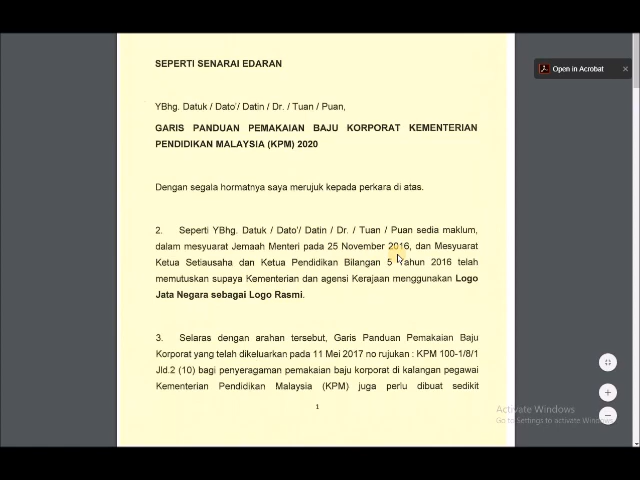 SEPERTI SENARAI EDARAN
YBhg. Datuk / Dato'/ Datin / Dr. / Tuan / Puan,
GARIS PANDUAN PEMAKAIAN BAJU KORPORAT KEMENTERIAN
PENDIDIKAN MALAYSIA (KPM) 2020
Dengan segala hormatnya saya merujuk kepada perkara di atas.
2. Seperti YBhg. Datuk / Dato'/ Datin / Dr. / Tuan / Puan sedia maklum,
dalam mesyuarat Jemaah Menteri pada 25 November 2016, dan Mesyuarat
Ketua Setiausaha dan Ketua Pendidikan Bilangan 5 Tahun 2016 telah
memutuskan supaya Kementerian dan agensi Kerajaan menggunakan Logo
Jata Negara sebagai Logo Rasmi.
3. Selaras dengan arahan tersebut, Garis Panduan Pemakaian Baju
Korporat yang telah dikeluarkan pada 11 Mei 2017 no rujukan : KPM 100-1/8/1
Jld.2 (10) bagi penyeragaman pemakaian baju korporat di kalangan pegawai
Kementerian Pendidikan Malaysia (KPM) juga perlu dibuat sedikit
1
Open in Acrobat
Activate Windows
Go to Settings to activate Windows.